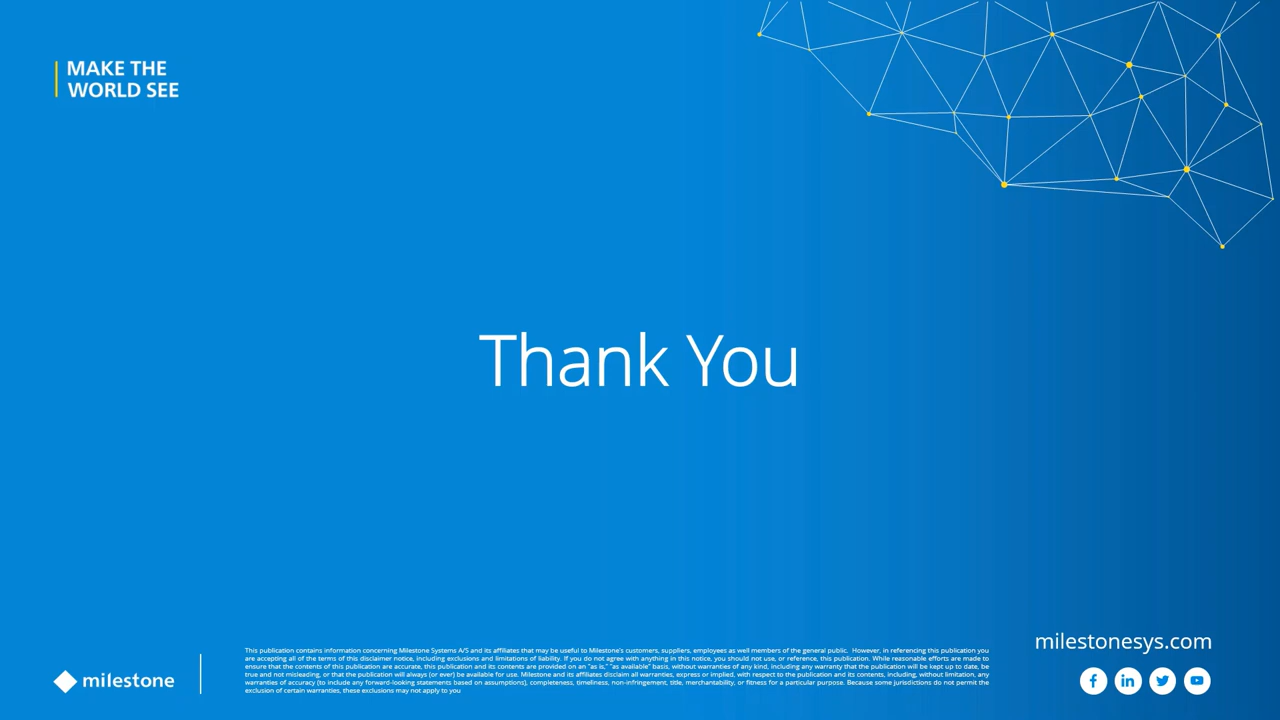 MAKE THE
WORLD SEE
Thank You
milestonesys.com
This publication contains information concerning Milestone Systems A/S and its affiliates that may be useful to Milestone's customers, suppliers, employees as well members of the general public.  However, in referencing this publication you
are accepting all of the terms of this disclaimer notice, including exclusions and limitations of liability. If you do not agree with anything in this notice, you should not use, or reference, this publication. While reasonable efforts are made to
ensure that the contents of this publication are accurate, this publication and its contents are provided on an "as is," "as available" basis, without warranties of any kind, including any warranty that the publication will be kept up to date, be
true and not misleading, or that the publication will always (or ever) be available for use. Milestone and its affiliates disclaim all warranties, express or implied, with respect to the publication and its contents, including, without limitation, any
warranties of accuracy (to include any forward-looking statements based on assumptions), completeness, timeliness, non-infringement, title, merchantability, or fitness for a particular purpose. Because some jurisdictions do not permit the
exclusion of certain warranties, these exclusions may not apply to you
milestone